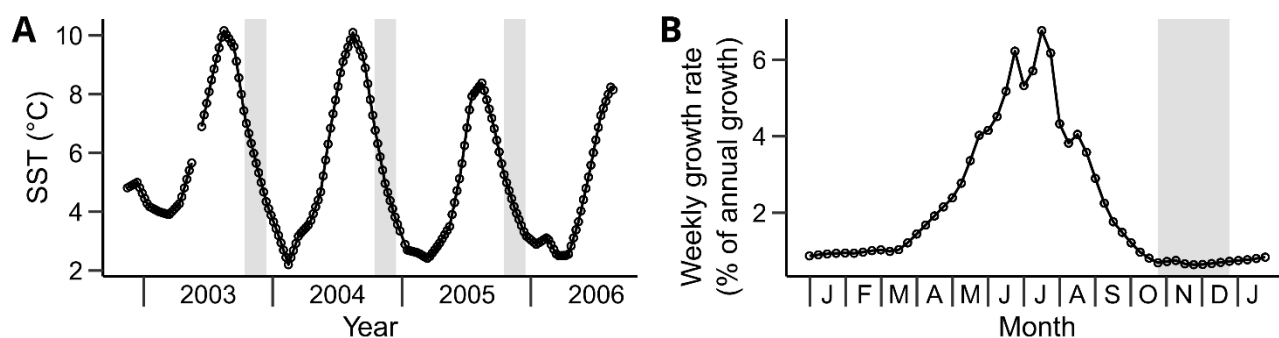 A
SST (°C)
10
8
6
4
2
2003 2004 2005 2006
Year
B
Weekly growth rate
(% of annual growth)
6
4
2
J F M A M J J A S O N D J
Month